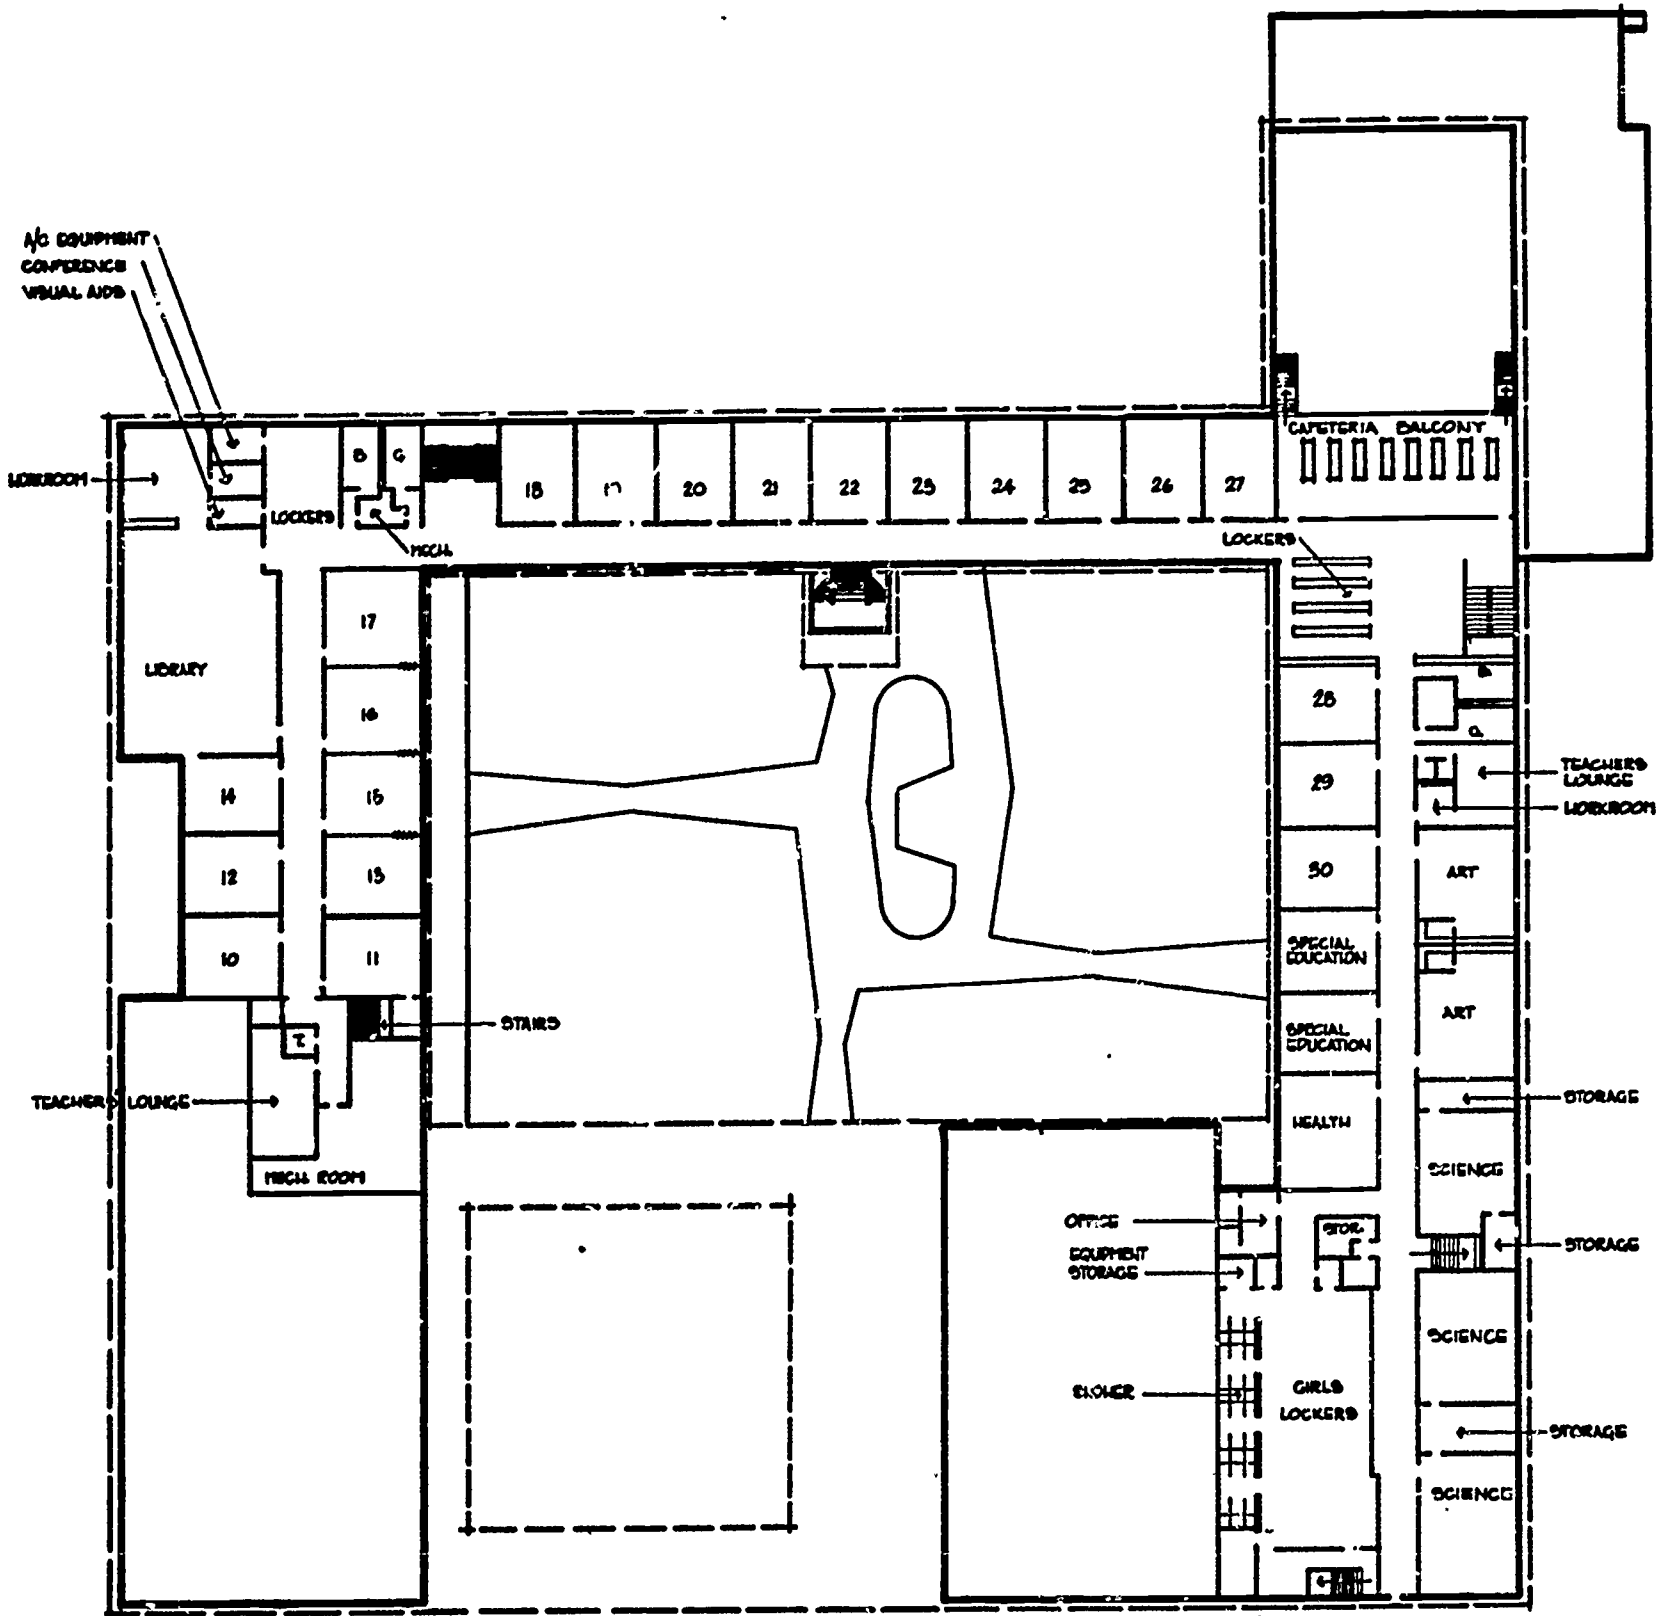 A/C EQUIPMENT
CONFERENCE
VISUAL AIDS
WORKROOM
B
G
LOCKERS
MECH.
18
20
21
22
23
24
25
26
27
CAFETERIA BALCONY
LOCKERS
LIBRARY
17
16
15
14
13
12
11
10
STAIRS
T.
TEACHERS LOUNGE
MECH. ROOM
28
29
30
TEACHERS
LOUNGE
WORKROOM
ART
SPECIAL
EDUCATION
ART
SPECIAL
EDUCATION
STORAGE
HEALTH
SCIENCE
OFFICE
STOR.
EQUIPMENT
STORAGE
STORAGE
SCIENCE
SHOWER
GIRLS
LOCKERS
STORAGE
SCIENCE